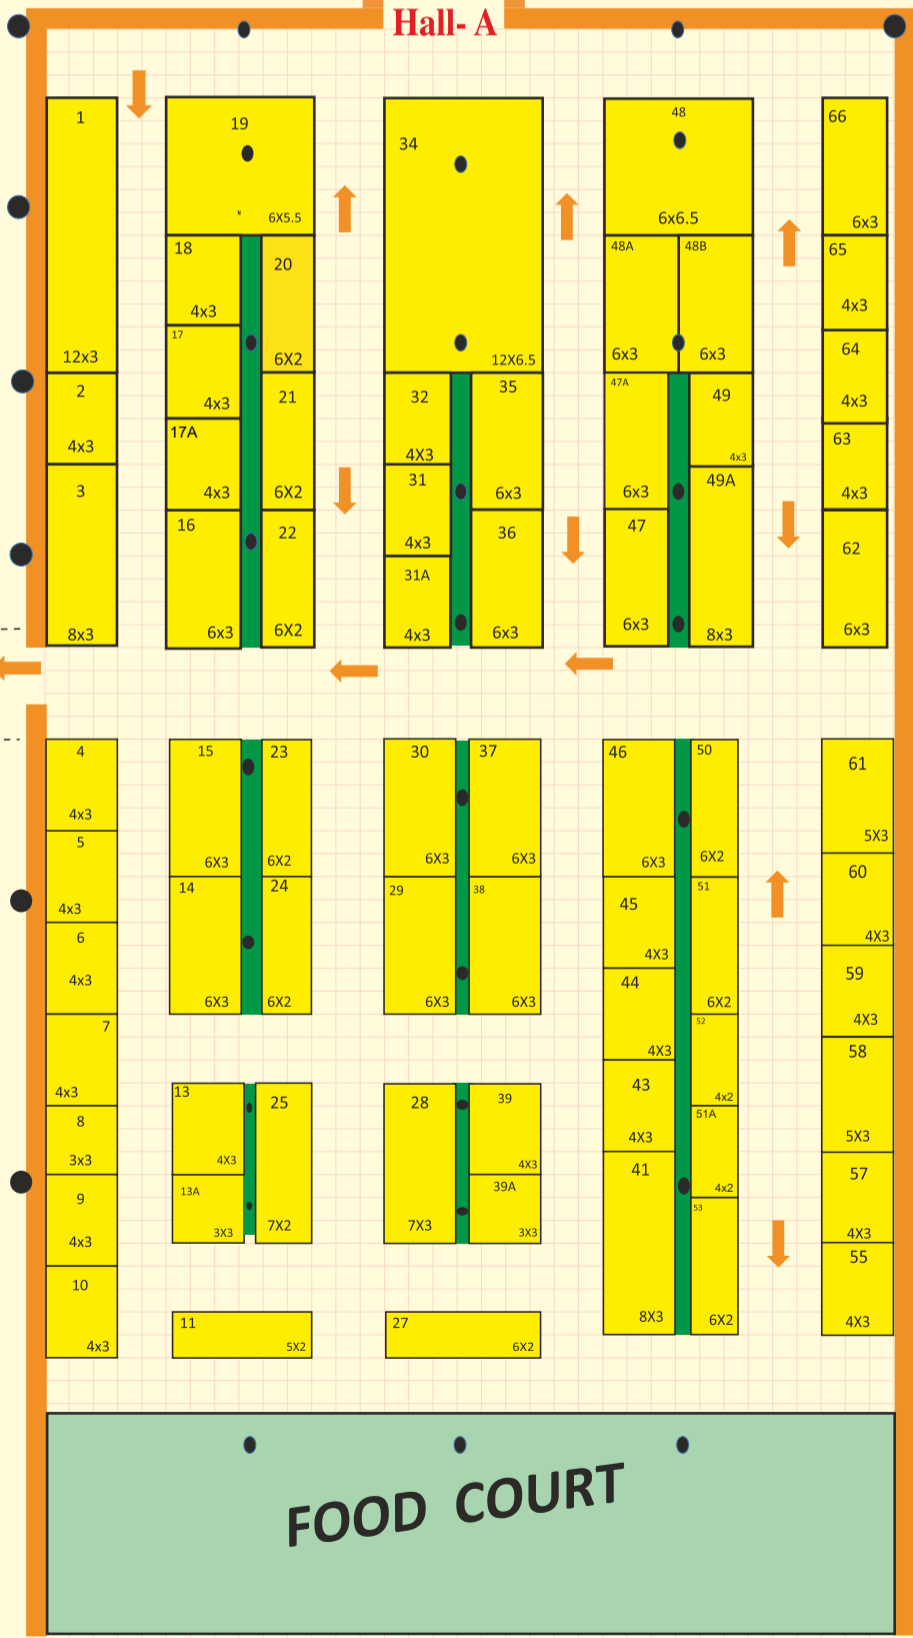 Hall- A
1
12x3
2
4x3
3
8x3
19
6X5.5
18
4x3
20
6X2
17
4x3
17A
4x3
21
6X2
16
6x3
22
6X2
34
12X6.5
32
4X3
35
6x3
31
4x3
31A
4x3
36
6x3
48
6x6.5
48A
6x3
48B
6x3
47A
6x3
49
4x3
47
6x3
49A
8x3
66
6x3
65
4x3
64
4x3
63
4x3
62
6x3
4
4x3
5
4x3
6
4x3
7
4x3
8
3x3
9
4x3
10
4x3
15
6X3
23
6X2
14
6X3
24
6X2
13
4X3
13A
3X3
25
7X2
11
5X2
30
6X3
37
6X3
29
6X3
38
6X3
28
7X3
39
4X3
39A
3X3
27
6X2
46
6X3
50
6X2
45
4X3
51
6X2
44
4X3
52
4x2
43
4X3
51A
4x2
41
8X3
53
6X2
61
5X3
60
4X3
59
4X3
58
5X3
57
4X3
55
4X3
FOOD COURT